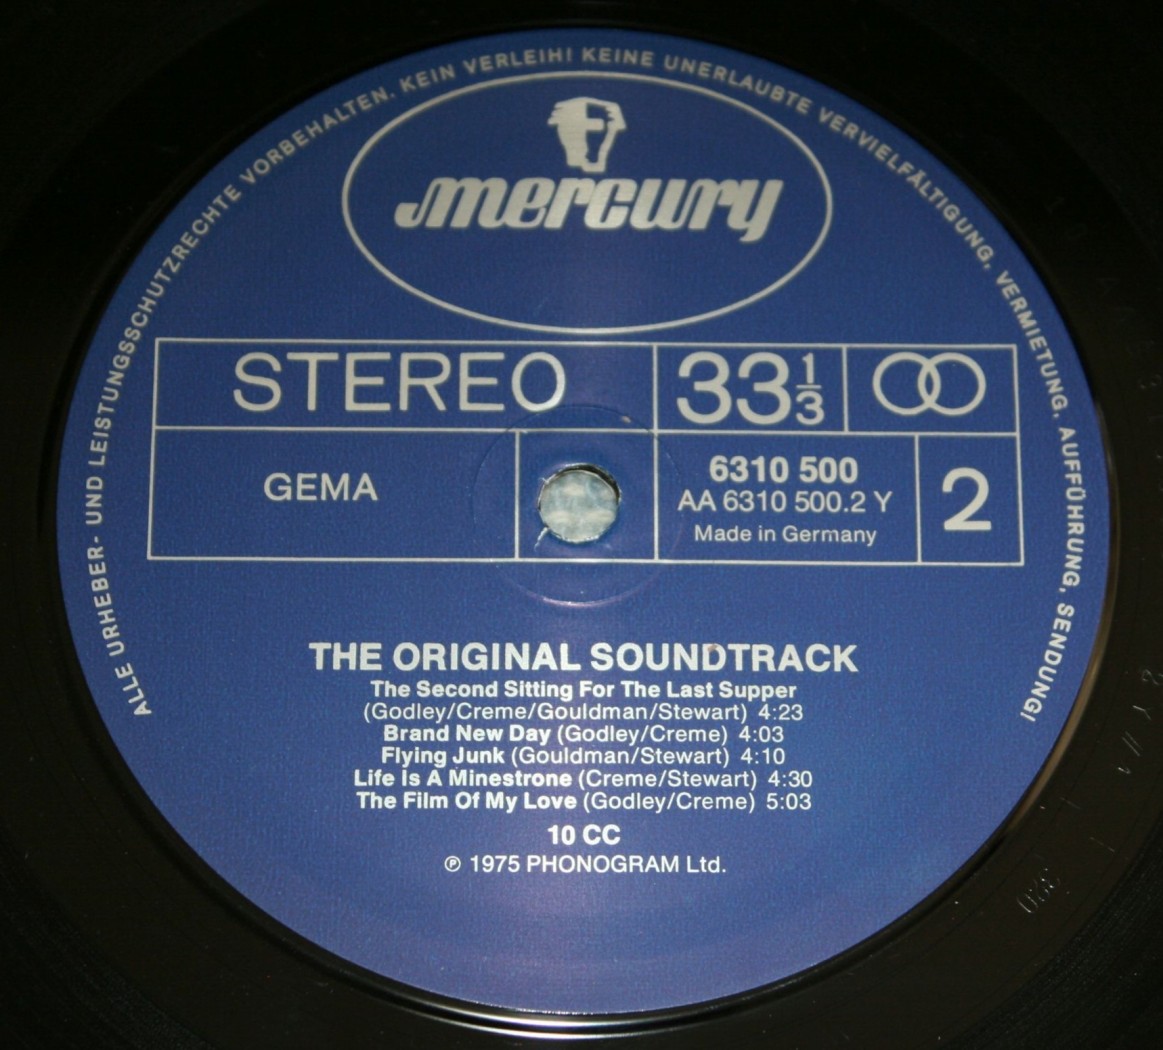 ALLE URHEBER- UND LEISTUNGSSCHUTZRECHTE VORBEHALTEN. KEIN VERLEIH! KEINE UNERLAUBTE VERVIELFÄLTIGUNG, VERMIETUNG, AUFFÜHRUNG, SENDUNG!
mercury
STEREO
33 1/3
GEMA
6310 500
AA 6310 500.2 Y
Made in Germany
2
THE ORIGINAL SOUNDTRACK
The Second Sitting For The Last Supper
(Godley/Creme/Gouldman/Stewart) 4:23
Brand New Day (Godley/Creme) 4:03
Flying Junk (Gouldman/Stewart) 4:10
Life Is A Minestrone (Creme/Stewart) 4:30
The Film Of My Love (Godley/Creme) 5:03
10 CC
℗ 1975 PHONOGRAM Ltd.